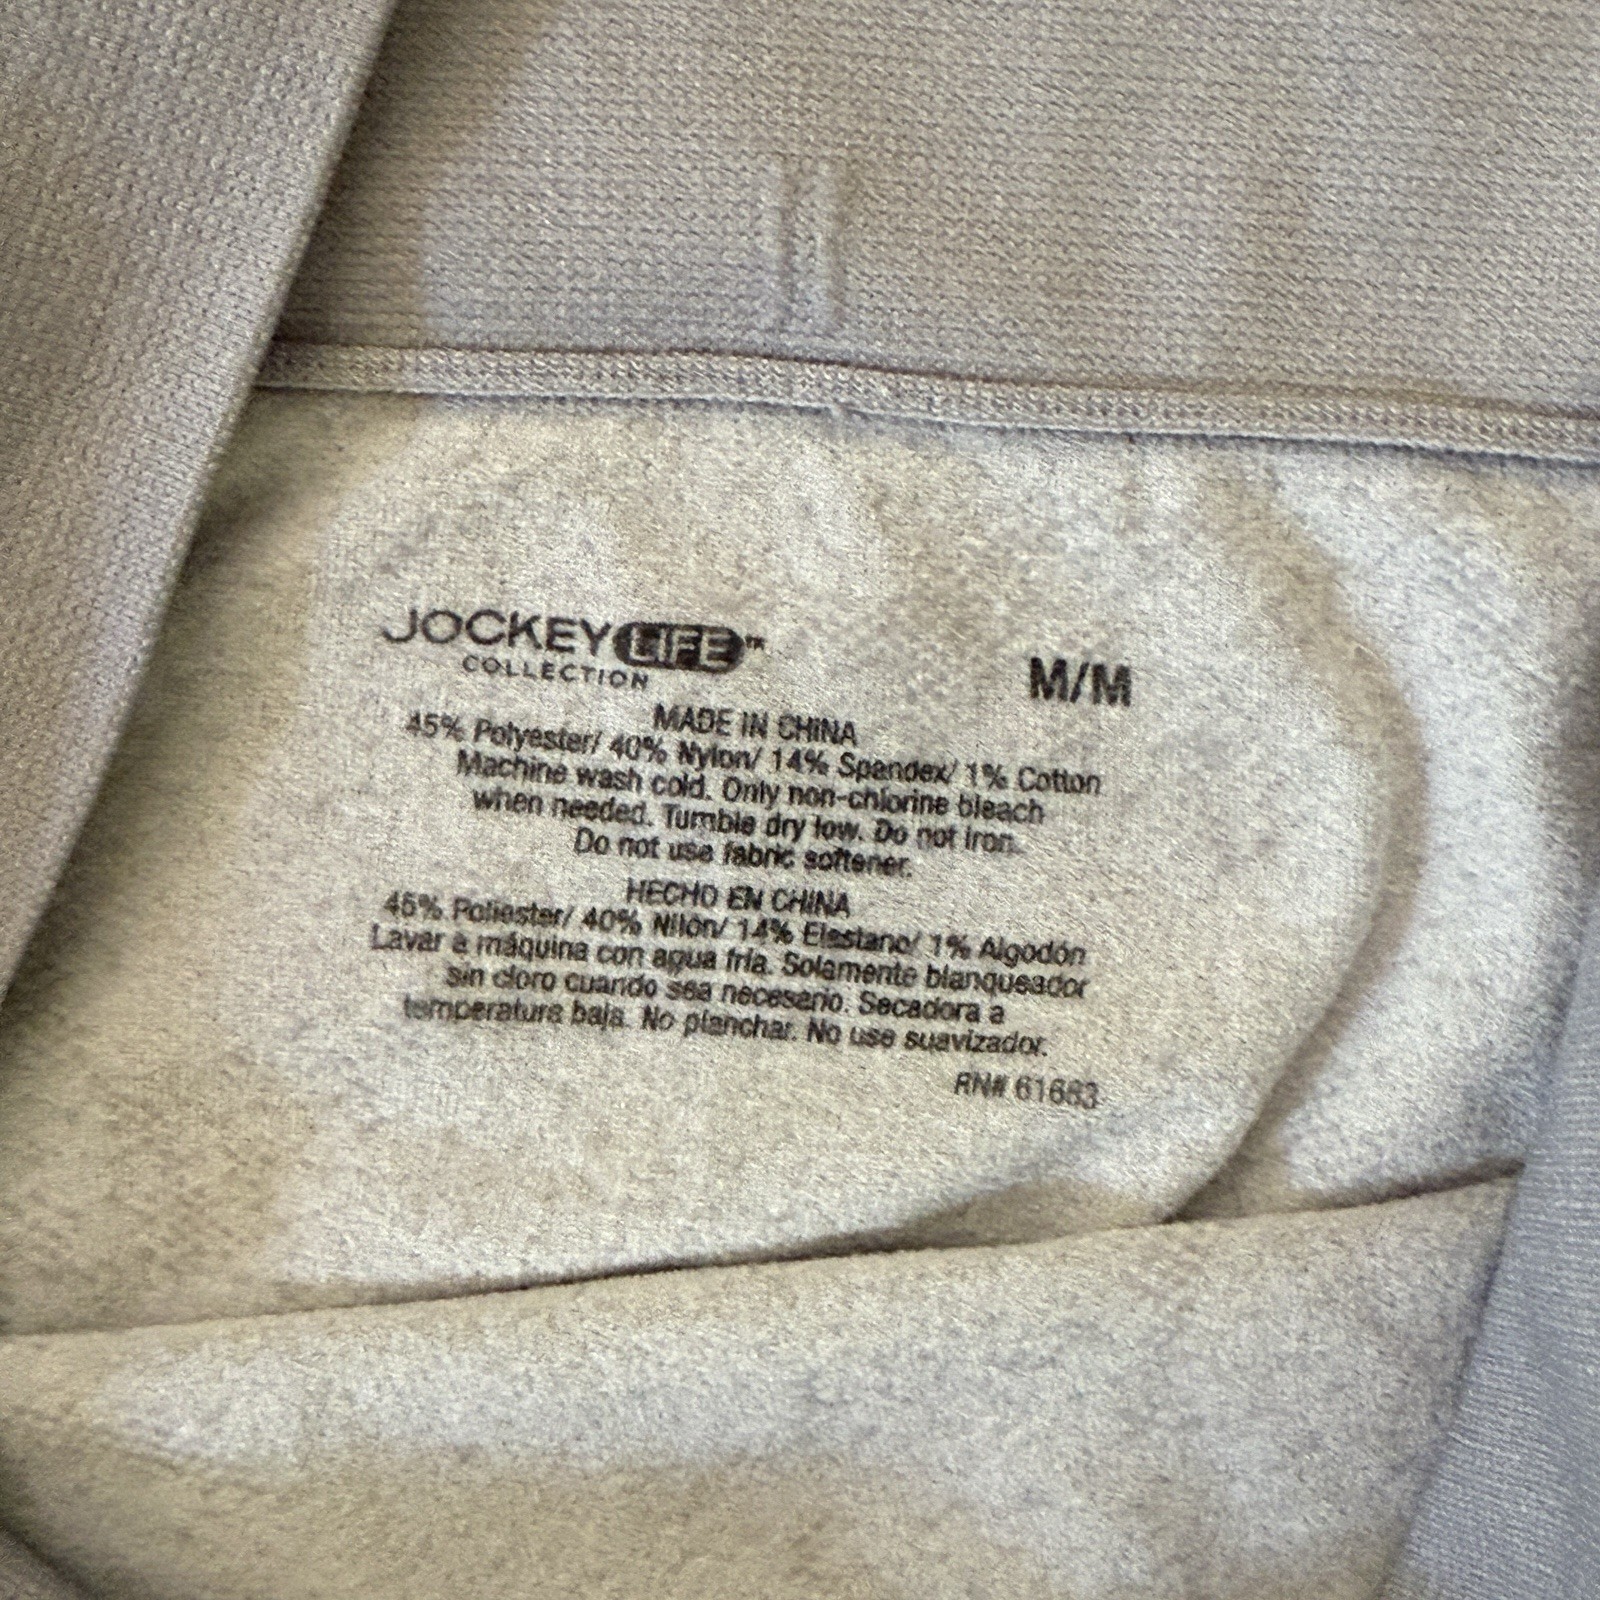 JOCKEY LIFE™
COLLECTION
M/M
MADE IN CHINA
45% Polyester/ 40% Nylon/ 14% Spandex/ 1% Cotton
Machine wash cold. Only non-chlorine bleach
when needed. Tumble dry low. Do not iron.
Do not use fabric softener.
HECHO EN CHINA
45% Poliester/ 40% Nilón/ 14% Elastano/ 1% Algodón
Lavar a máquina con agua fría. Solamente blanqueador
sin cloro cuando sea necesario. Secadora a
temperatura baja. No planchar. No use suavizador.
RN# 61683